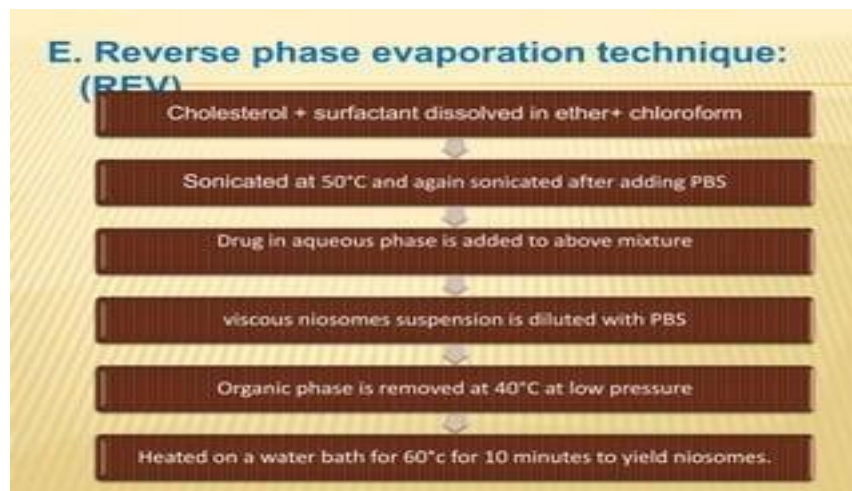 E. Reverse phase evaporation technique:
(REV)
Cholesterol + surfactant dissolved in ether+ chloroform
Sonicated at 50°C and again sonicated after adding PBS
Drug in aqueous phase is added to above mixture
viscous niosomes suspension is diluted with PBS
Organic phase is removed at 40°C at low pressure
Heated on a water bath for 60°c for 10 minutes to yield niosomes.